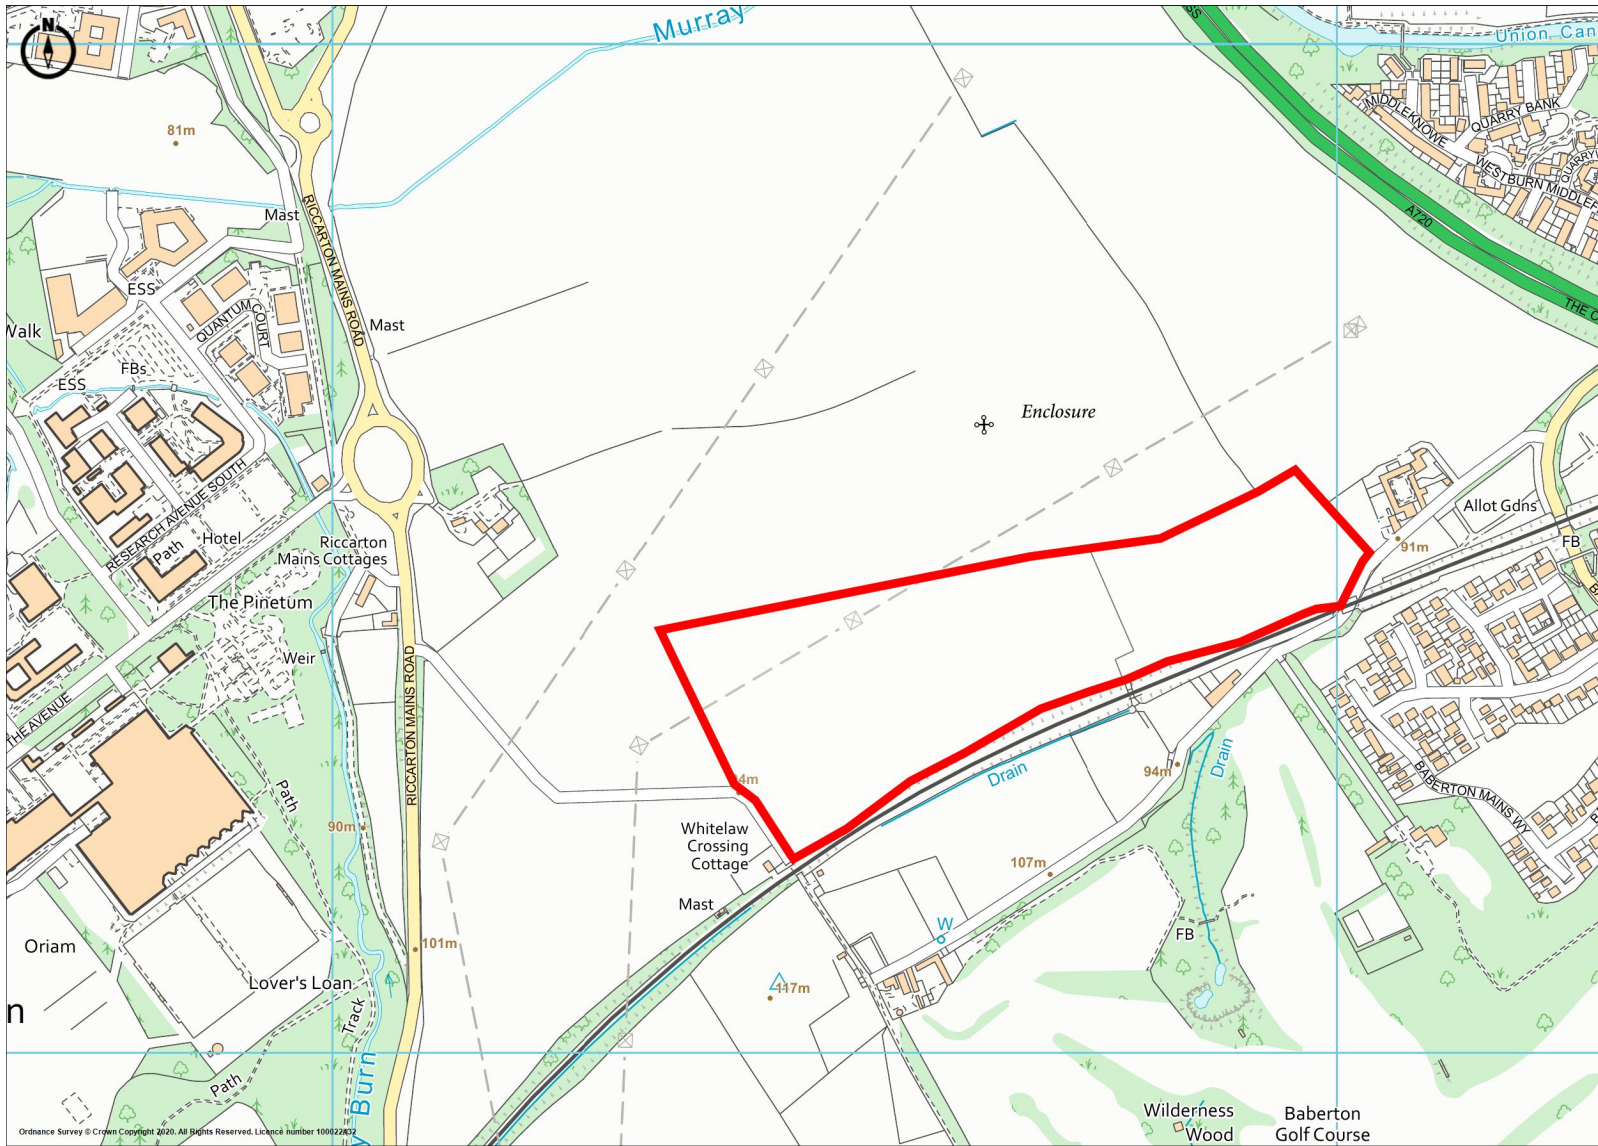 N
Murray
Union Can
81m
MIDDLEKNOWE
QUARRY BANK
WESTBURN MIDDLEF
A720
THE C
Mast
RICCARTON MAINS ROAD
ESS
QUANTUM
COURT
Mast
Walk
FBs
ESS
Enclosure
RESEARCH AVENUE SOUTH
Path
Hotel
Allot Gdns
91m
FB
Riccarton
Mains Cottages
The Pinetum
Weir
THE AVENUE
RICCARTON MAINS ROAD
Path
Drain
94m
Drain
BABERTON MAINS WY
90m
Whitelaw
Crossing
Cottage
107m
Mast
W
FB
Oriam
101m
Lover's Loan
117m
n
Track
Path
Burn
Wilderness
Wood
Baberton
Golf Course
Ordnance Survey © Crown Copyright 2020. All Rights Reserved. Licence number 100022432